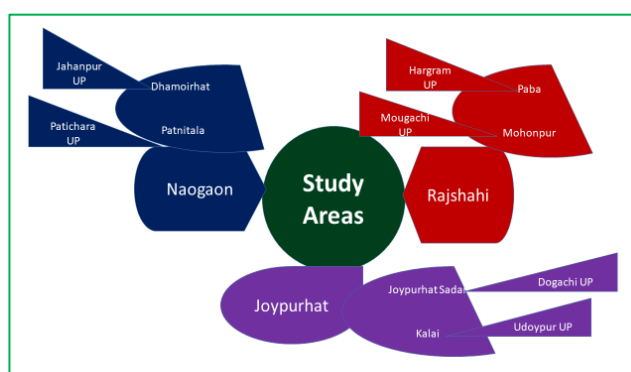 Jahanpur
UP
Dhamoirhat
Patichara
UP
Patnitala
Naogaon
Study
Areas
Hargram
UP
Paba
Mougachi
UP
Mohonpur
Rajshahi
Joypurhat
Joypurhat Sadar
Dogachi UP
Kalai
Udoypur UP